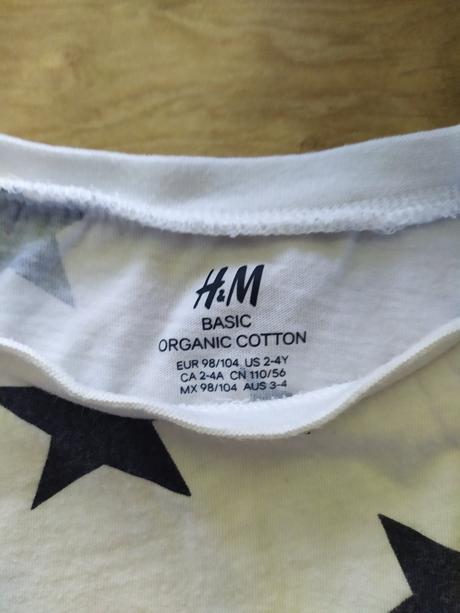 H&M
BASIC
ORGANIC COTTON
EUR 98/104 US 2-4Y
CA 2-4A CN 110/56
MX 98/104 AUS 3-4